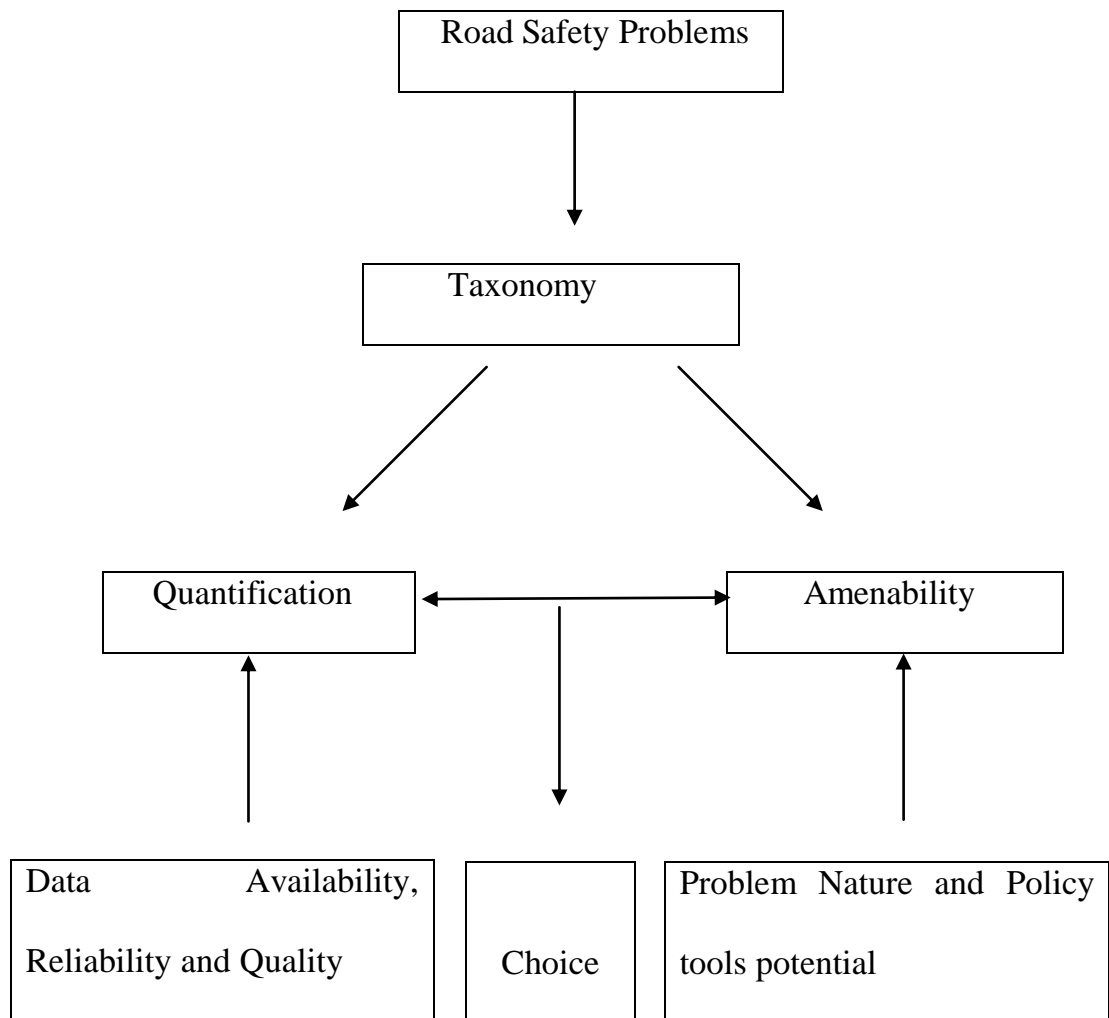 Road Safety Problems
Taxonomy
Quantification
Amenability
Data Availability,
Reliability and Quality
Choice
Problem Nature and Policy
tools potential